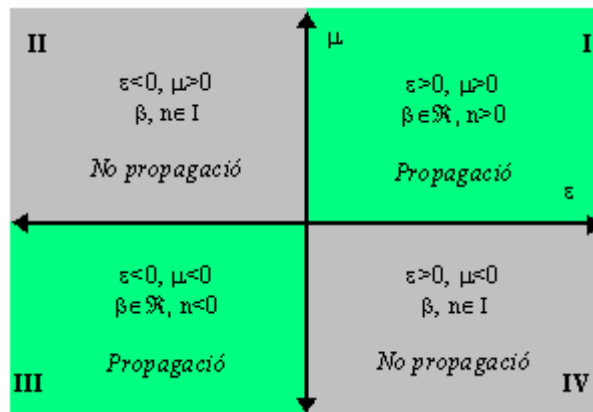 II
ε<0, μ>0
β, n∈ I
No propagació
μ
I
ε>0, μ>0
β∈ℜ, n>0
Propagació
ε
ε<0, μ<0
β∈ℜ, n<0
Propagació
III
ε>0, μ<0
β, n∈ I
No propagació
IV